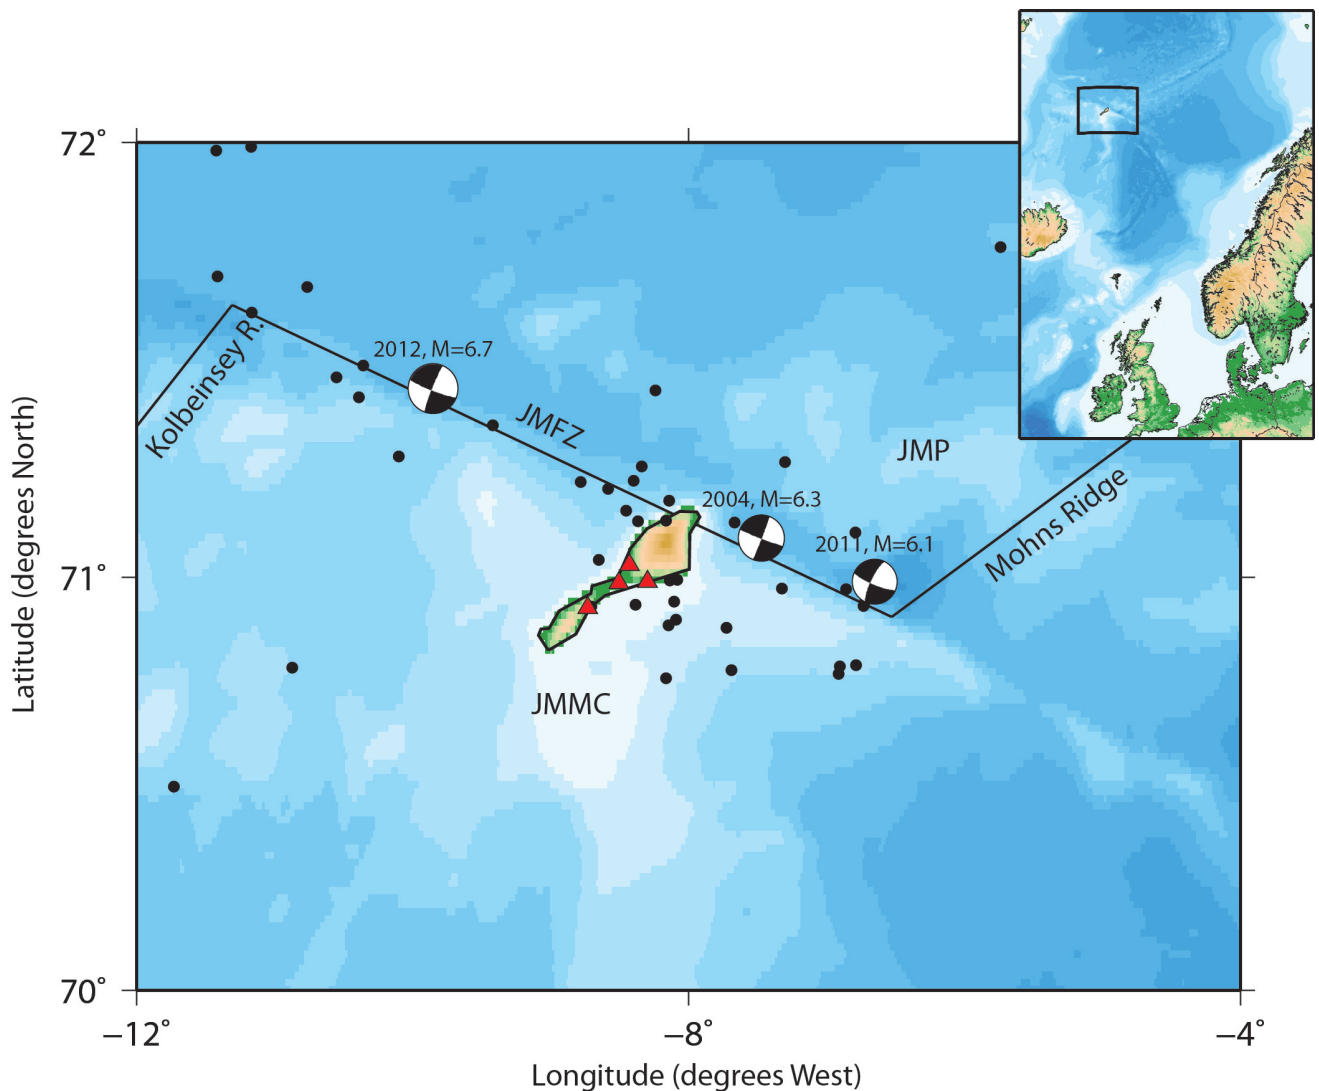 72°
2012, M=6.7
Kolbeinsey R.
JMFZ
JMP
2004, M=6.3
2011, M=6.1
Mohns Ridge
71°
JMMC
70°
Latitude (degrees North)
−12°
−8°
−4°
Longitude (degrees West)